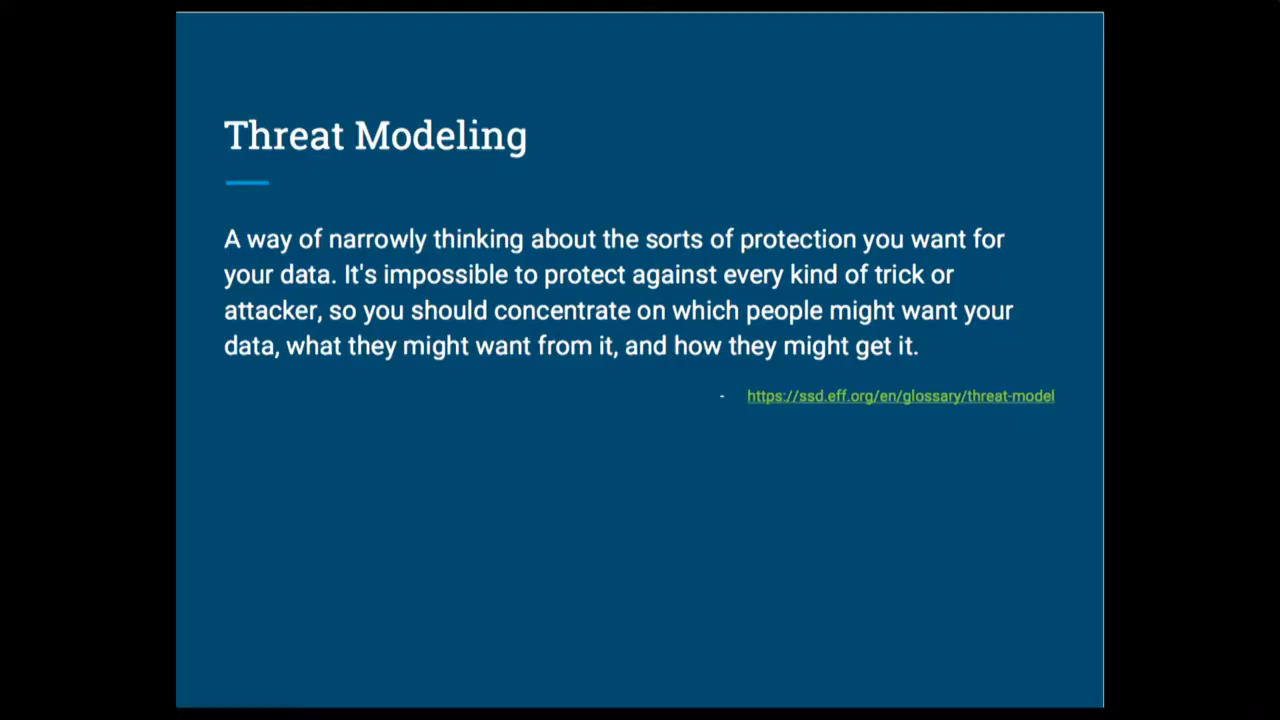 Threat Modeling
A way of narrowly thinking about the sorts of protection you want for
your data. It's impossible to protect against every kind of trick or
attacker, so you should concentrate on which people might want your
data, what they might want from it, and how they might get it.
- https://ssd.eff.org/en/glossary/threat-model